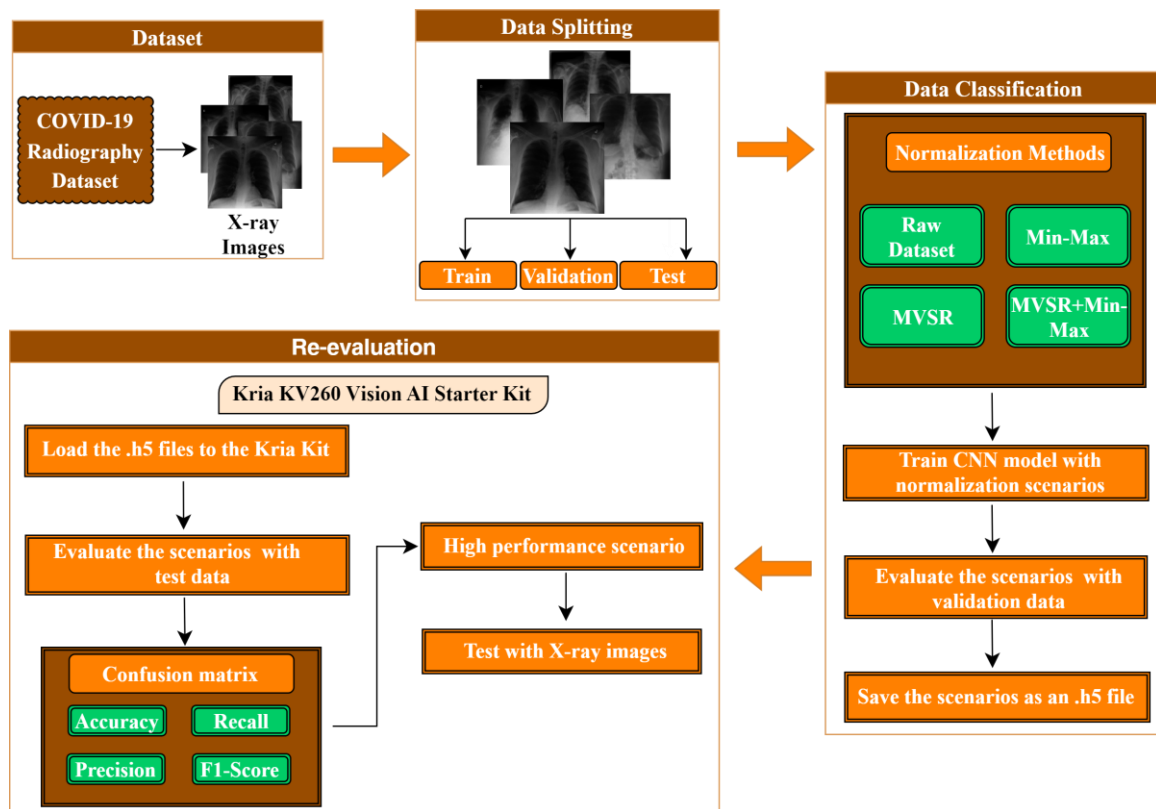 Dataset
COVID-19
Radiography
Dataset
X-ray
Images
Data Splitting
Train
Validation
Test
Data Classification
Normalization Methods
Raw
Dataset
Min-Max
MVSR
MVSR+Min-
Max
Train CNN model with
normalization scenarios
Evaluate the scenarios with
validation data
Save the scenarios as an .h5 file
Re-evaluation
Kria KV260 Vision AI Starter Kit
Load the .h5 files to the Kria Kit
Evaluate the scenarios with
test data
Confusion matrix
Accuracy
Recall
Precision
F1-Score
High performance scenario
Test with X-ray images